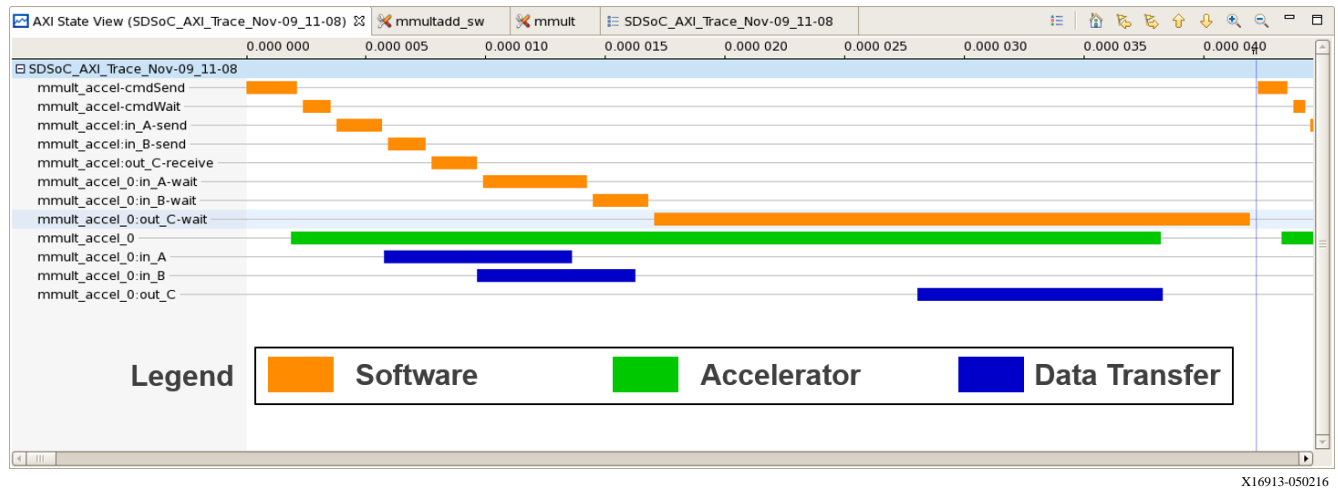 AXI State View (SDSoC_AXI_Trace_Nov-09_11-08) mmultadd_sw mmult SDSoC_AXI_Trace_Nov-09_11-08
0.000 000 0.000 005 0.000 010 0.000 015 0.000 020 0.000 025 0.000 030 0.000 035 0.000 040
SDSoC_AXI_Trace_Nov-09_11-08
mmult_accel-cmdSend
mmult_accel-cmdWait
mmult_accel:in_A-send
mmult_accel:in_B-send
mmult_accel:out_C-receive
mmult_accel_0:in_A-wait
mmult_accel_0:in_B-wait
mmult_accel_0:out_C-wait
mmult_accel_0
mmult_accel_0:in_A
mmult_accel_0:in_B
mmult_accel_0:out_C
Legend Software Accelerator Data Transfer
X16913-050216